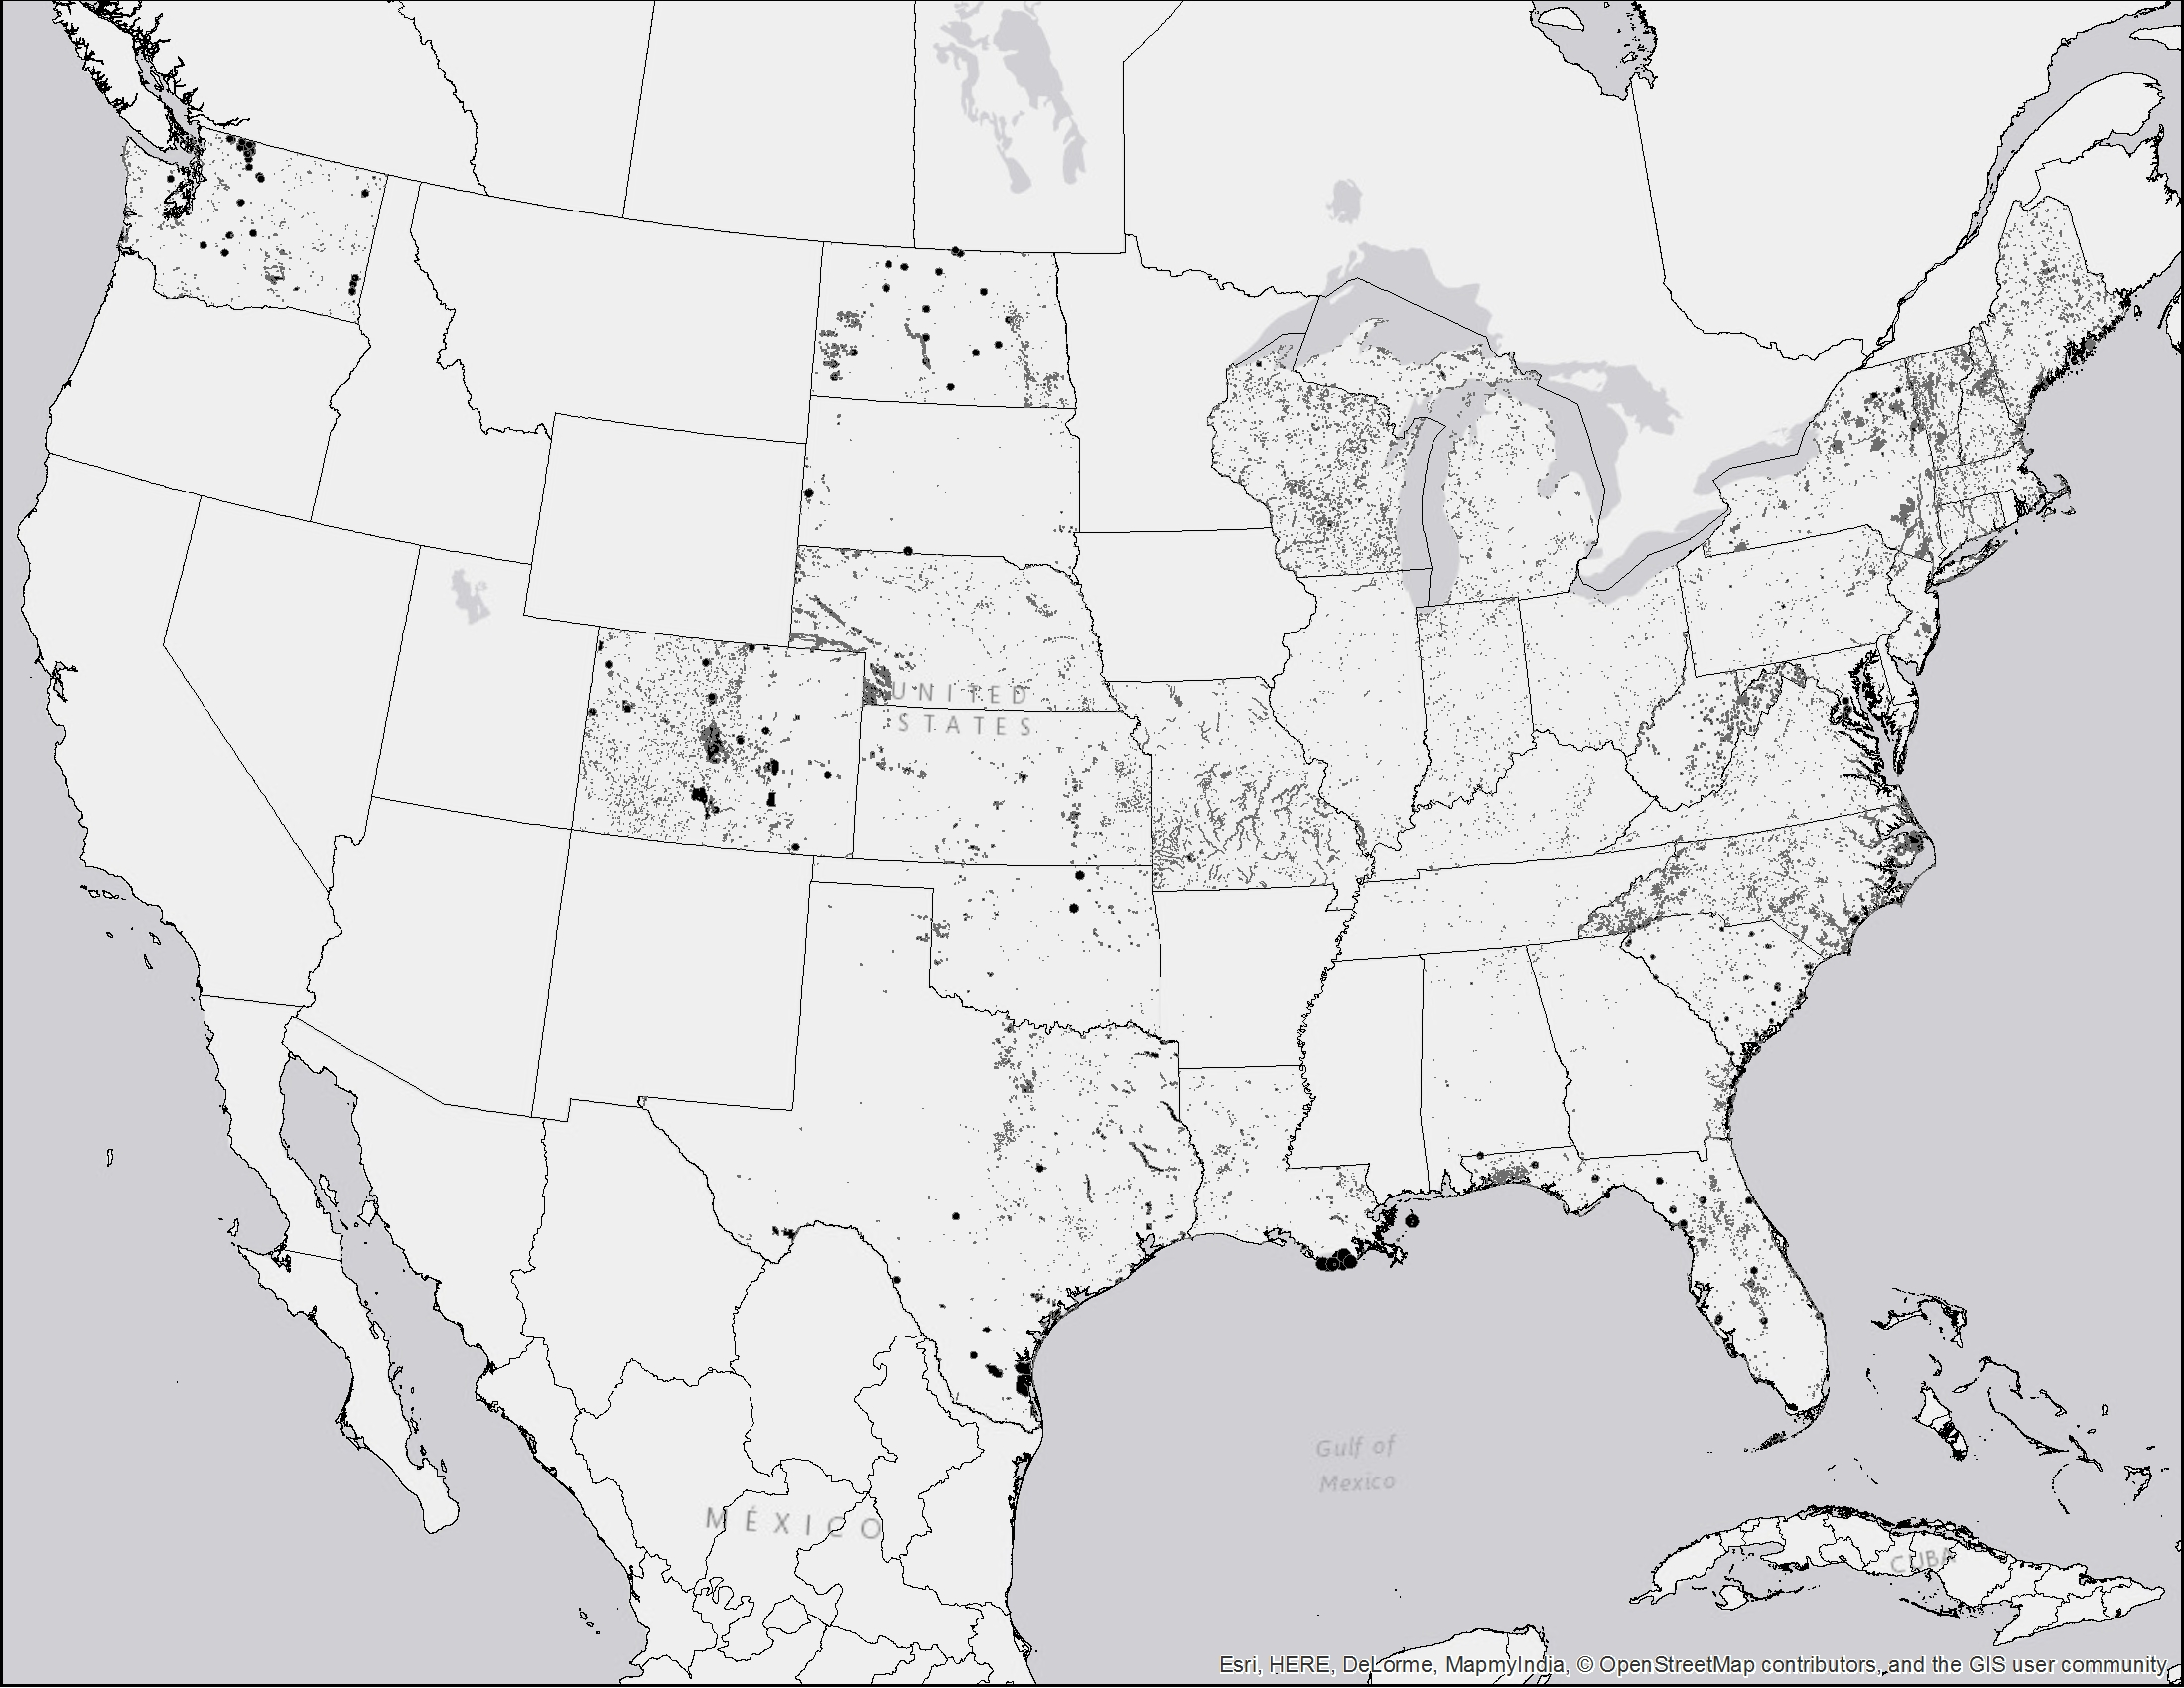 UNITED
STATES
Gulf of
Mexico
MÉXICO
CUBA
Esri, HERE, DeLorme, MapmyIndia, © OpenStreetMap contributors, and the GIS user community